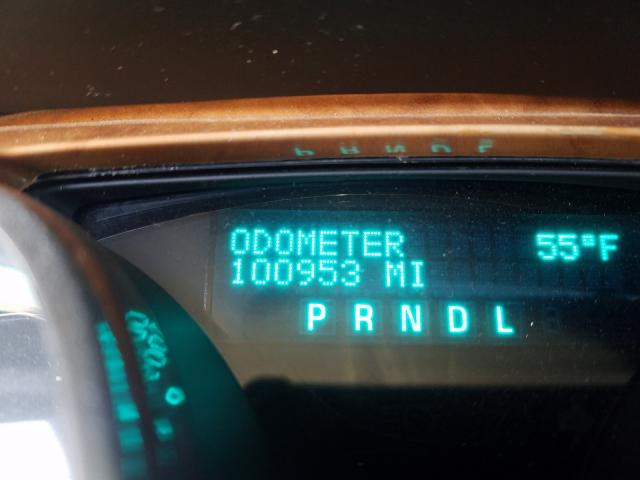 ODOMETER 55°F
100953 MI
P R N D L